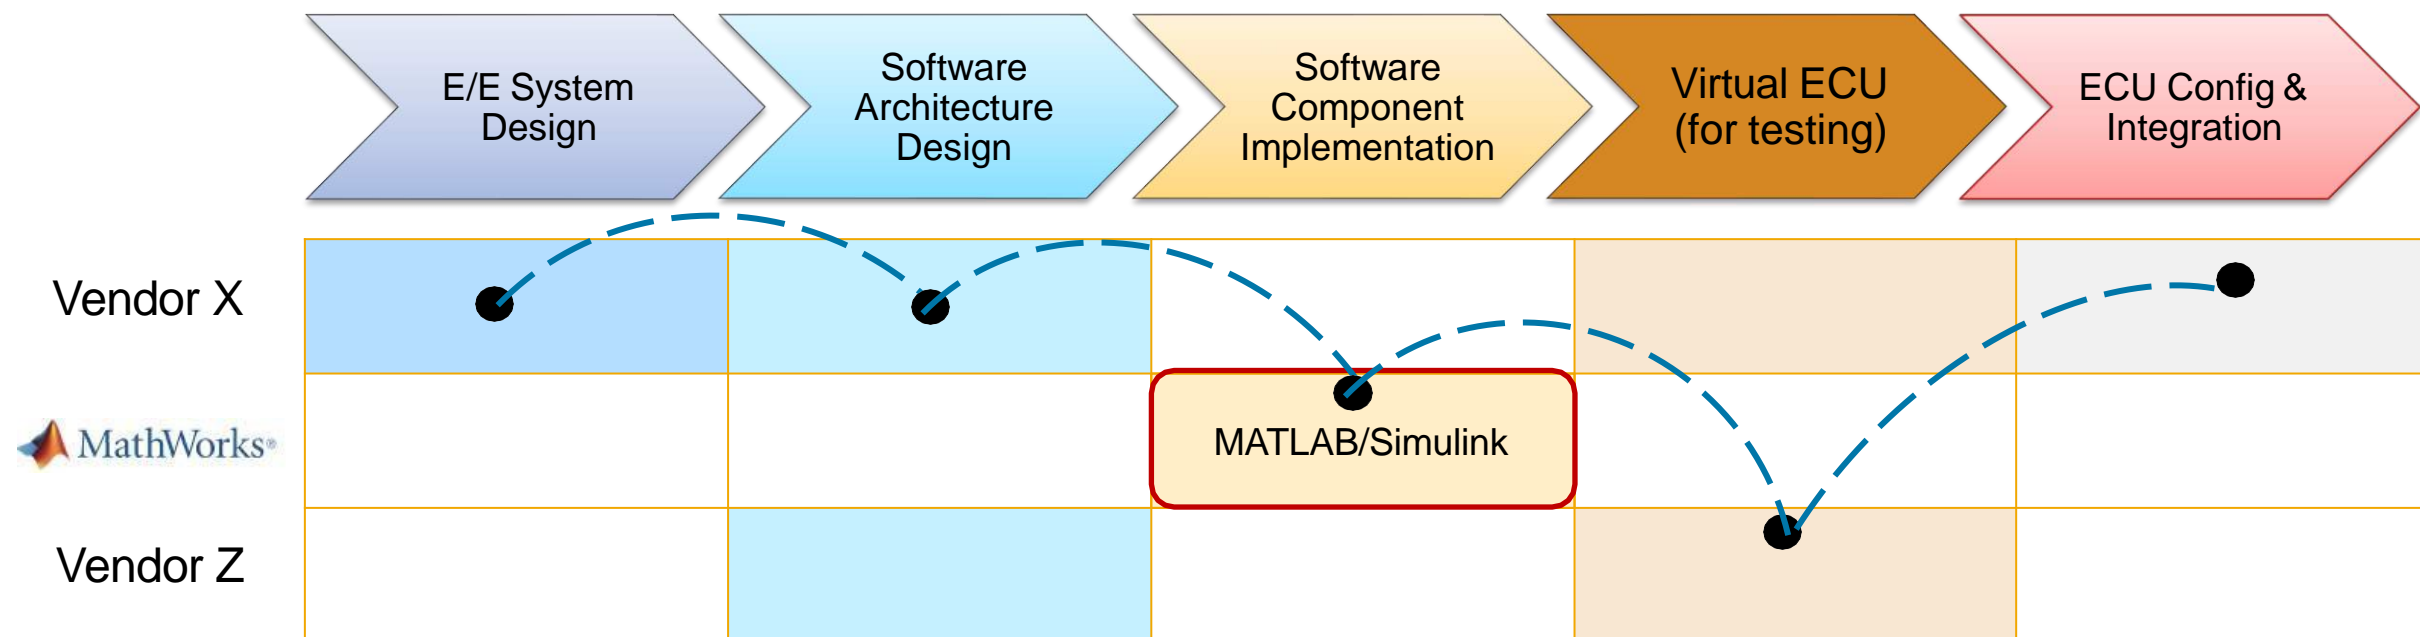 E/E System
Design
Software
Architecture
Design
Software
Component
Implementation
Virtual ECU
(for testing)
ECU Config &
Integration
Vendor X
MathWorks®
MATLAB/Simulink
Vendor Z